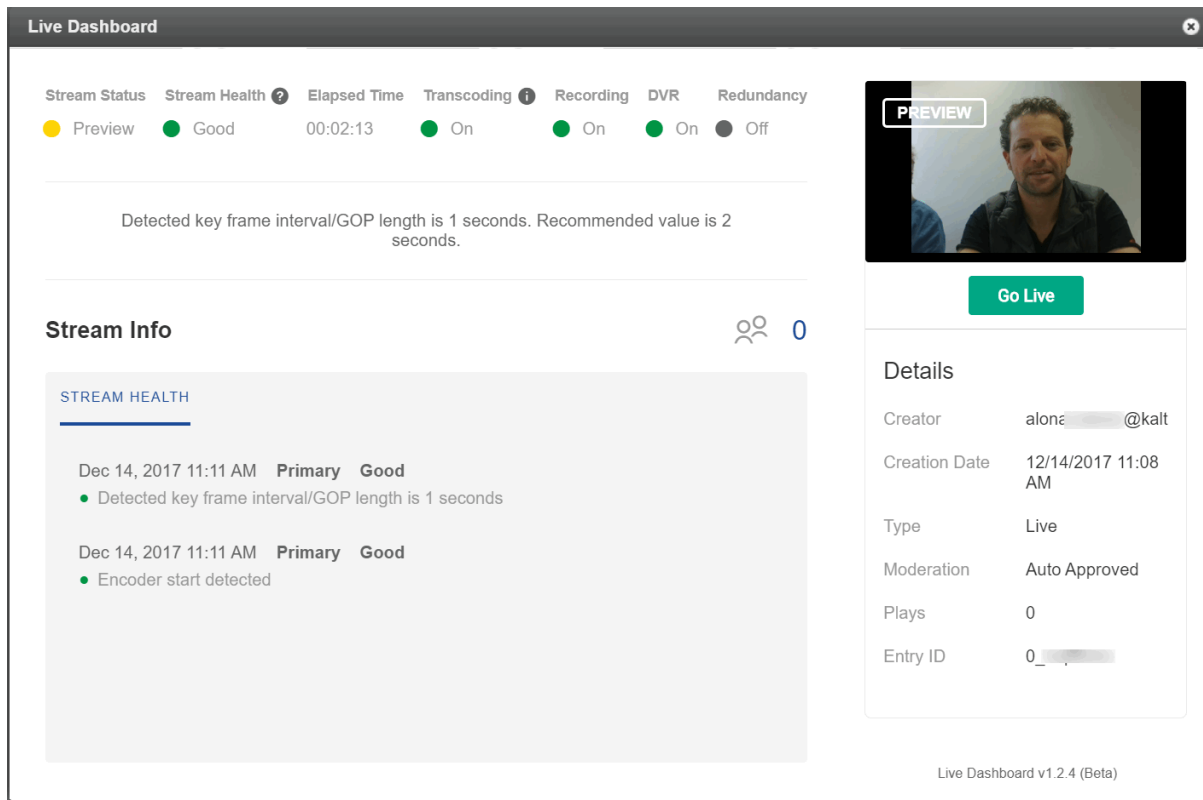 Live Dashboard
Stream Status Stream Health ? Elapsed Time Transcoding i Recording DVR Redundancy
Preview Good 00:02:13 On On On Off
Detected key frame interval/GOP length is 1 seconds. Recommended value is 2
seconds.
Stream Info 0
STREAM HEALTH
Dec 14, 2017 11:11 AM Primary Good
Detected key frame interval/GOP length is 1 seconds
Dec 14, 2017 11:11 AM Primary Good
Encoder start detected
PREVIEW
Go Live
Details
Creator alona @kalt
Creation Date 12/14/2017 11:08
AM
Type Live
Moderation Auto Approved
Plays 0
Entry ID 0_
Live Dashboard v1.2.4 (Beta)